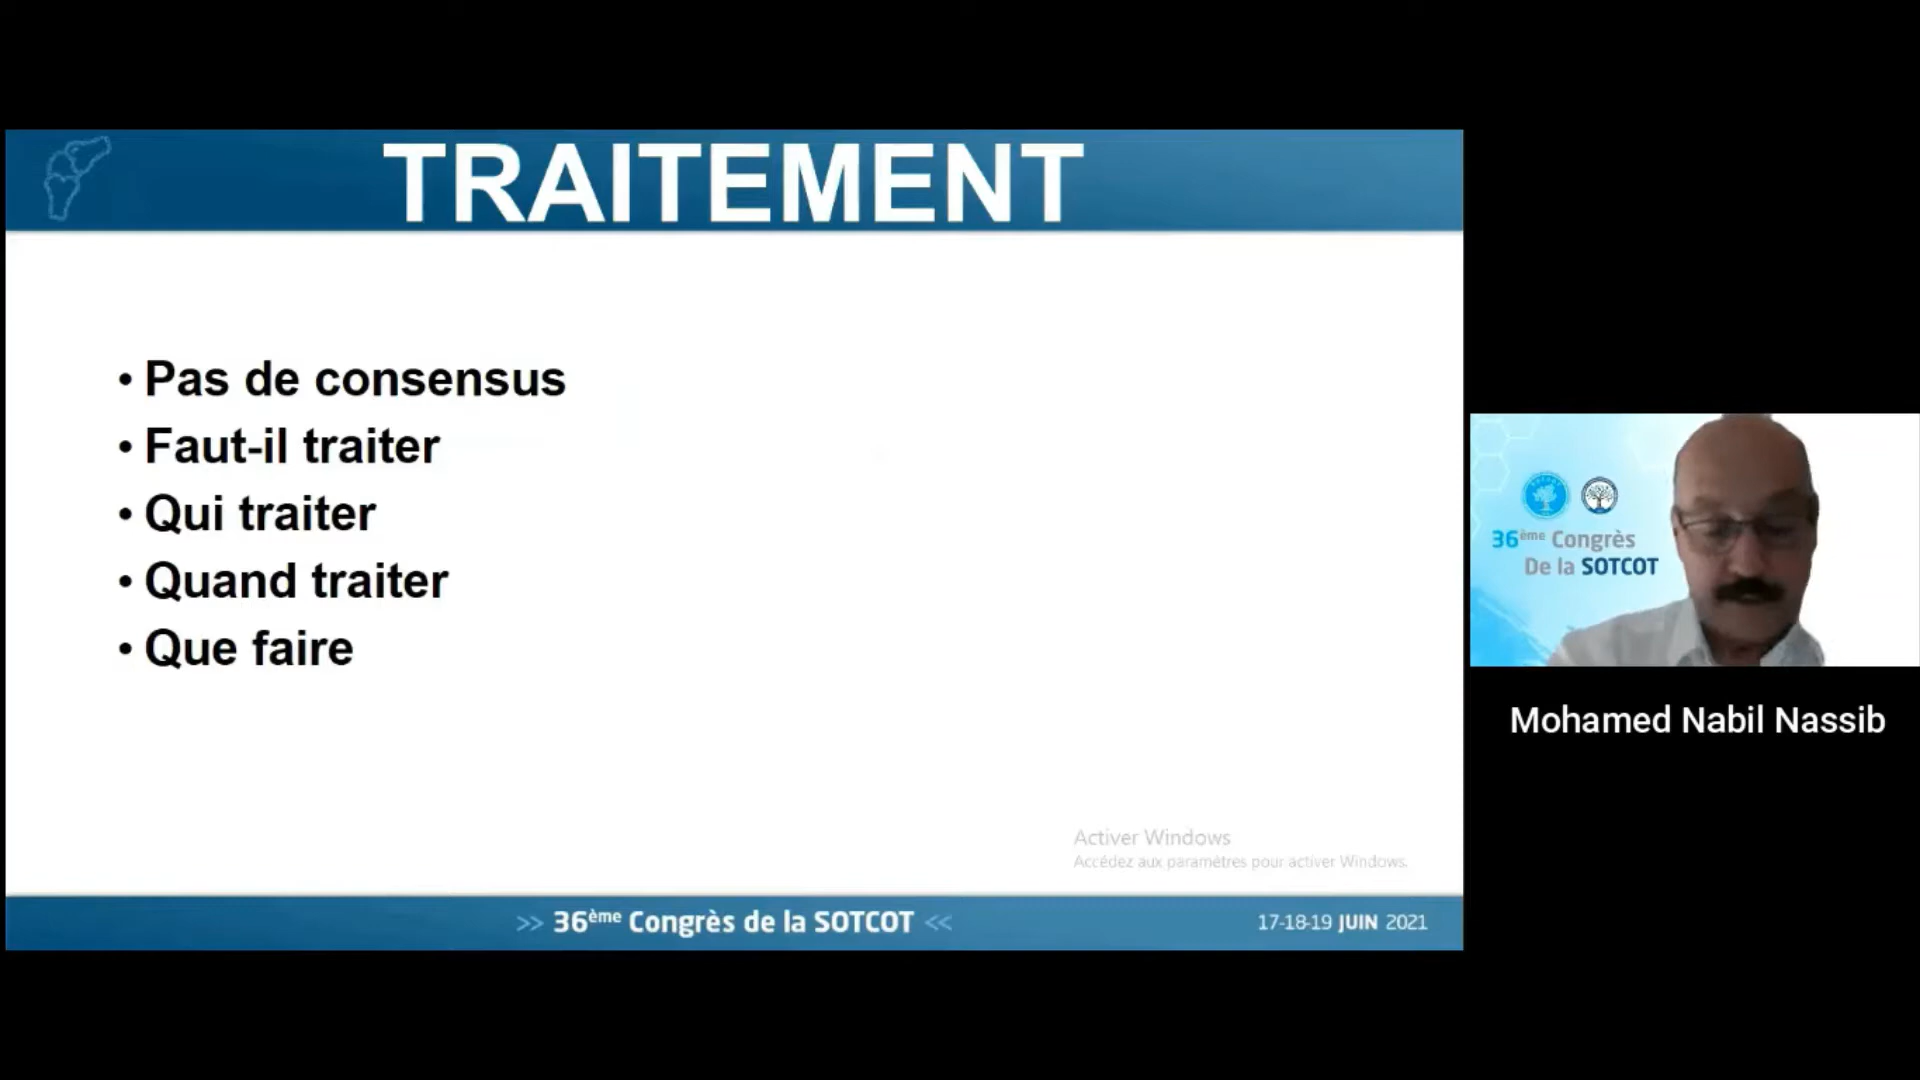 TRAITEMENT
• Pas de consensus
• Faut-il traiter
• Qui traiter
• Quand traiter
• Que faire
Activer Windows
Accédez aux paramètres pour activer Windows.
>> 36ème Congrès de la SOTCOT <<
17-18-19 JUIN 2021
36ème Congrès
De la SOTCOT
Mohamed Nabil Nassib